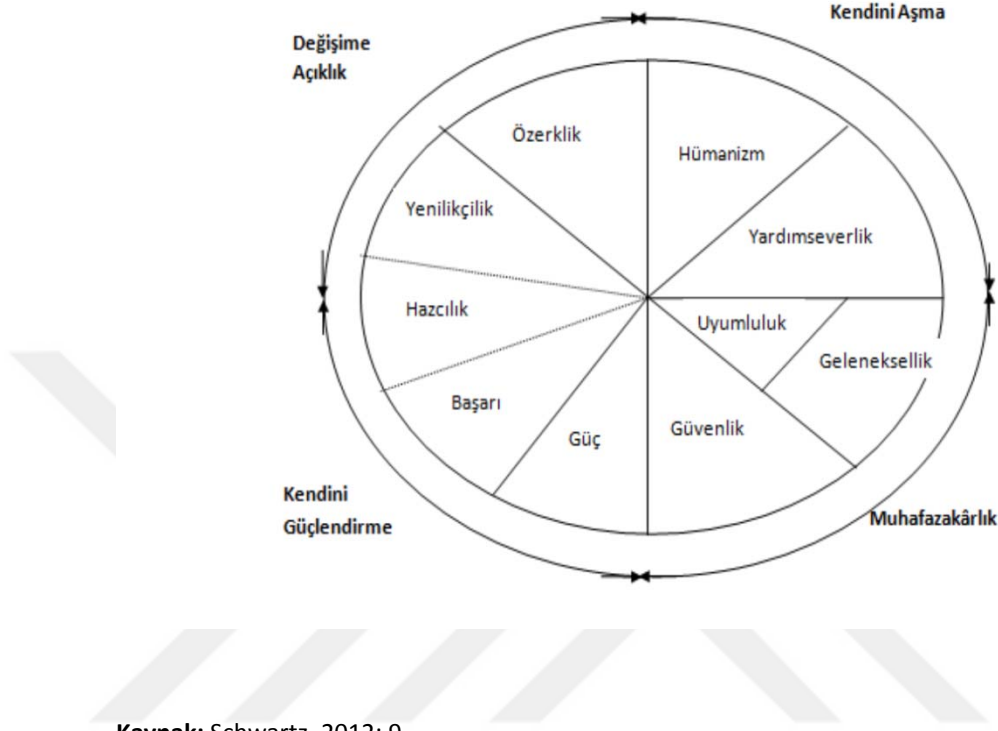 Kendini Aşma
Değişime
Açıklık
Özerklik
Hümanizm
Yenilikçilik
Yardımseverlik
Hazcılık
Uyumluluk
Geleneksellik
Başarı
Güç
Güvenlik
Kendini
Güçlendirme
Muhafazakârlık
Kaynak: Schwartz, 2012: 9